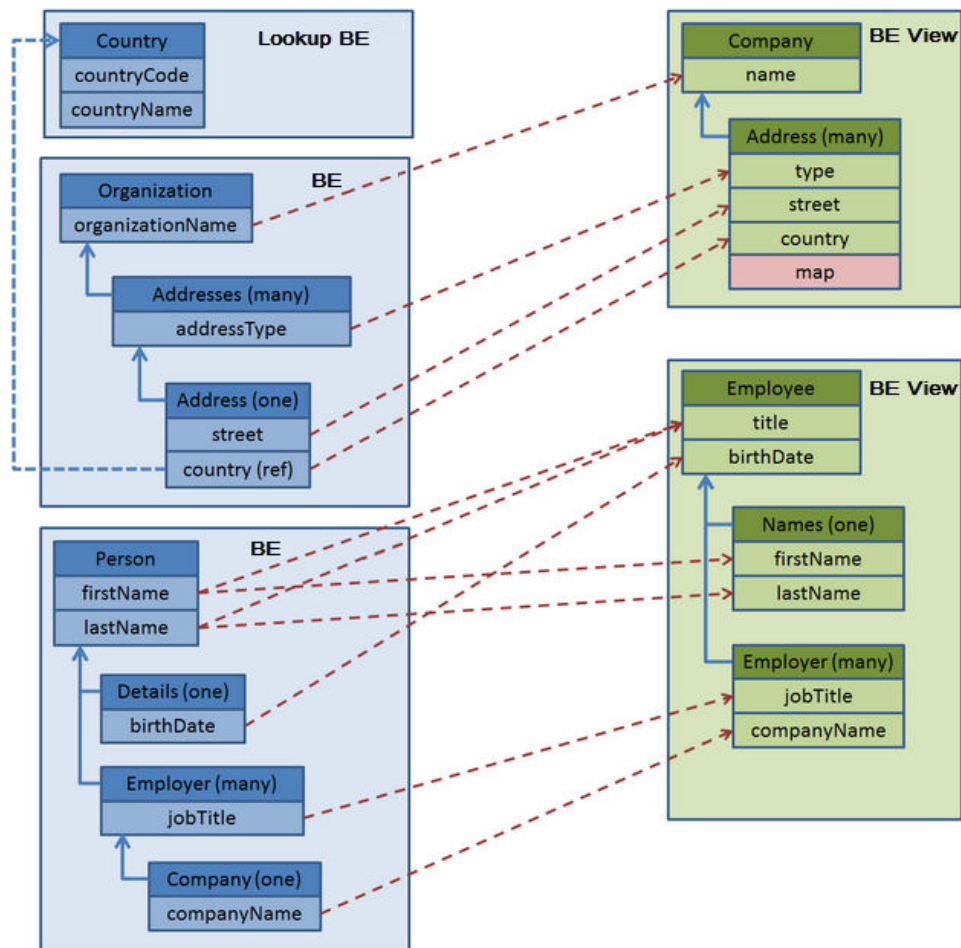 Country
Lookup BE
countryCode
countryName
Organization
BE
organizationName
Addresses (many)
addressType
Address (one)
street
country (ref)
Person
BE
firstName
lastName
Details (one)
birthDate
Employer (many)
jobTitle
Company (one)
companyName
Company
BE View
name
Address (many)
type
street
country
map
Employee
BE View
title
birthDate
Names (one)
firstName
lastName
Employer (many)
jobTitle
companyName